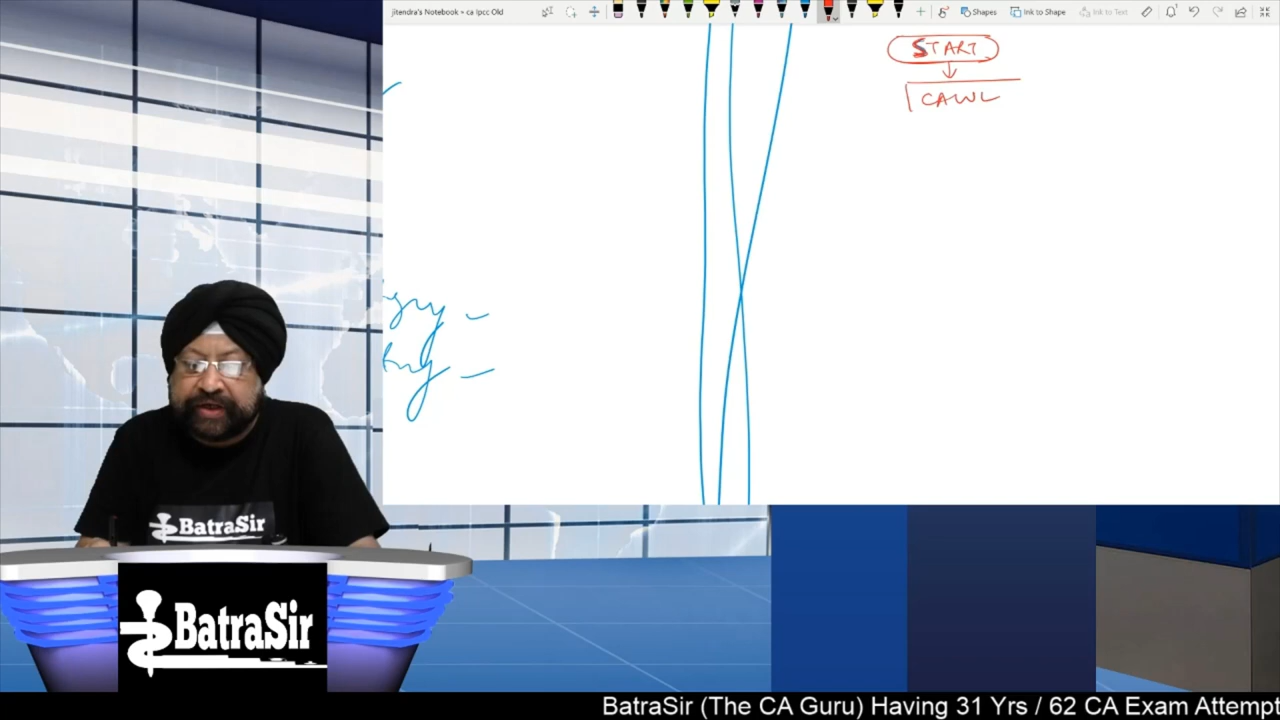 jitendra's Notebook » ca Ipcc Old
Shapes
Ink to Shape
Ink to Text
START
CAWL
BatraSir
BatraSir
BatraSir (The CA Guru) Having 31 Yrs / 62 CA Exam Attempt